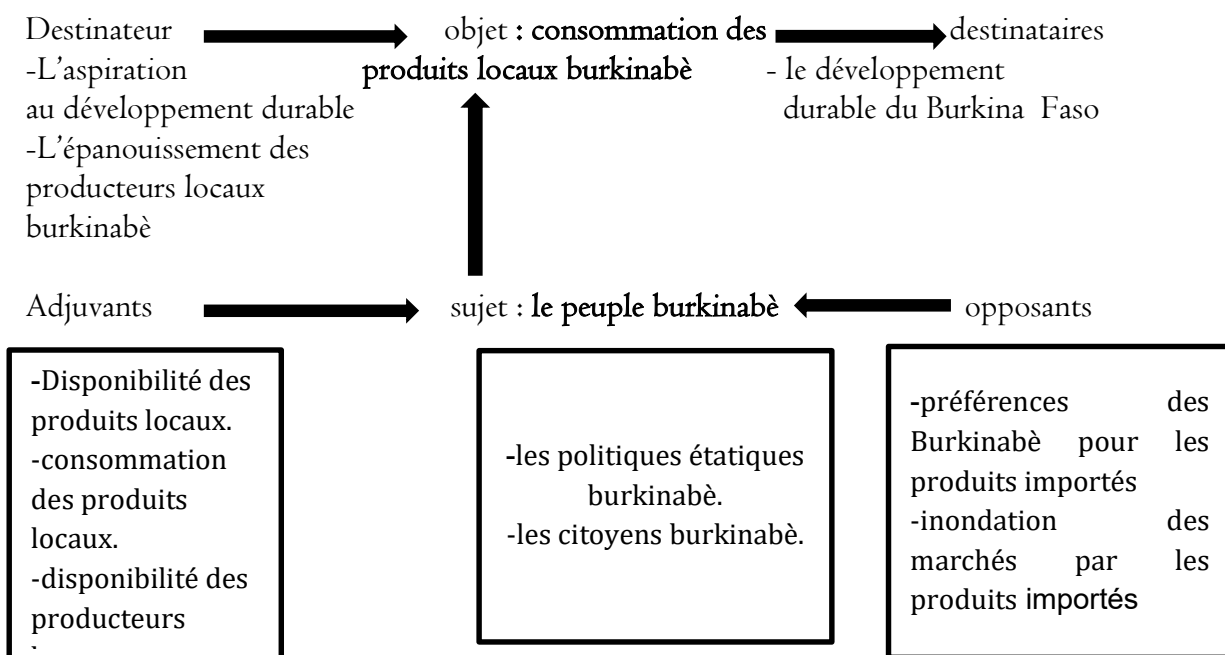 Destinateur objet : consommation des destinataires
-L'aspiration produits locaux burkinabè - le développement
au développement durable durable du Burkina Faso
-L'épanouissement des
producteurs locaux
burkinabè
Adjuvants sujet : le peuple burkinabè opposants
-Disponibilité des
produits locaux.
-consommation
des produits
locaux.
-disponibilité des
producteurs
-les politiques étatiques
burkinabè.
-les citoyens burkinabè.
-préférences des
Burkinabè pour les
produits importés
-inondation des
marchés par les
produits importés